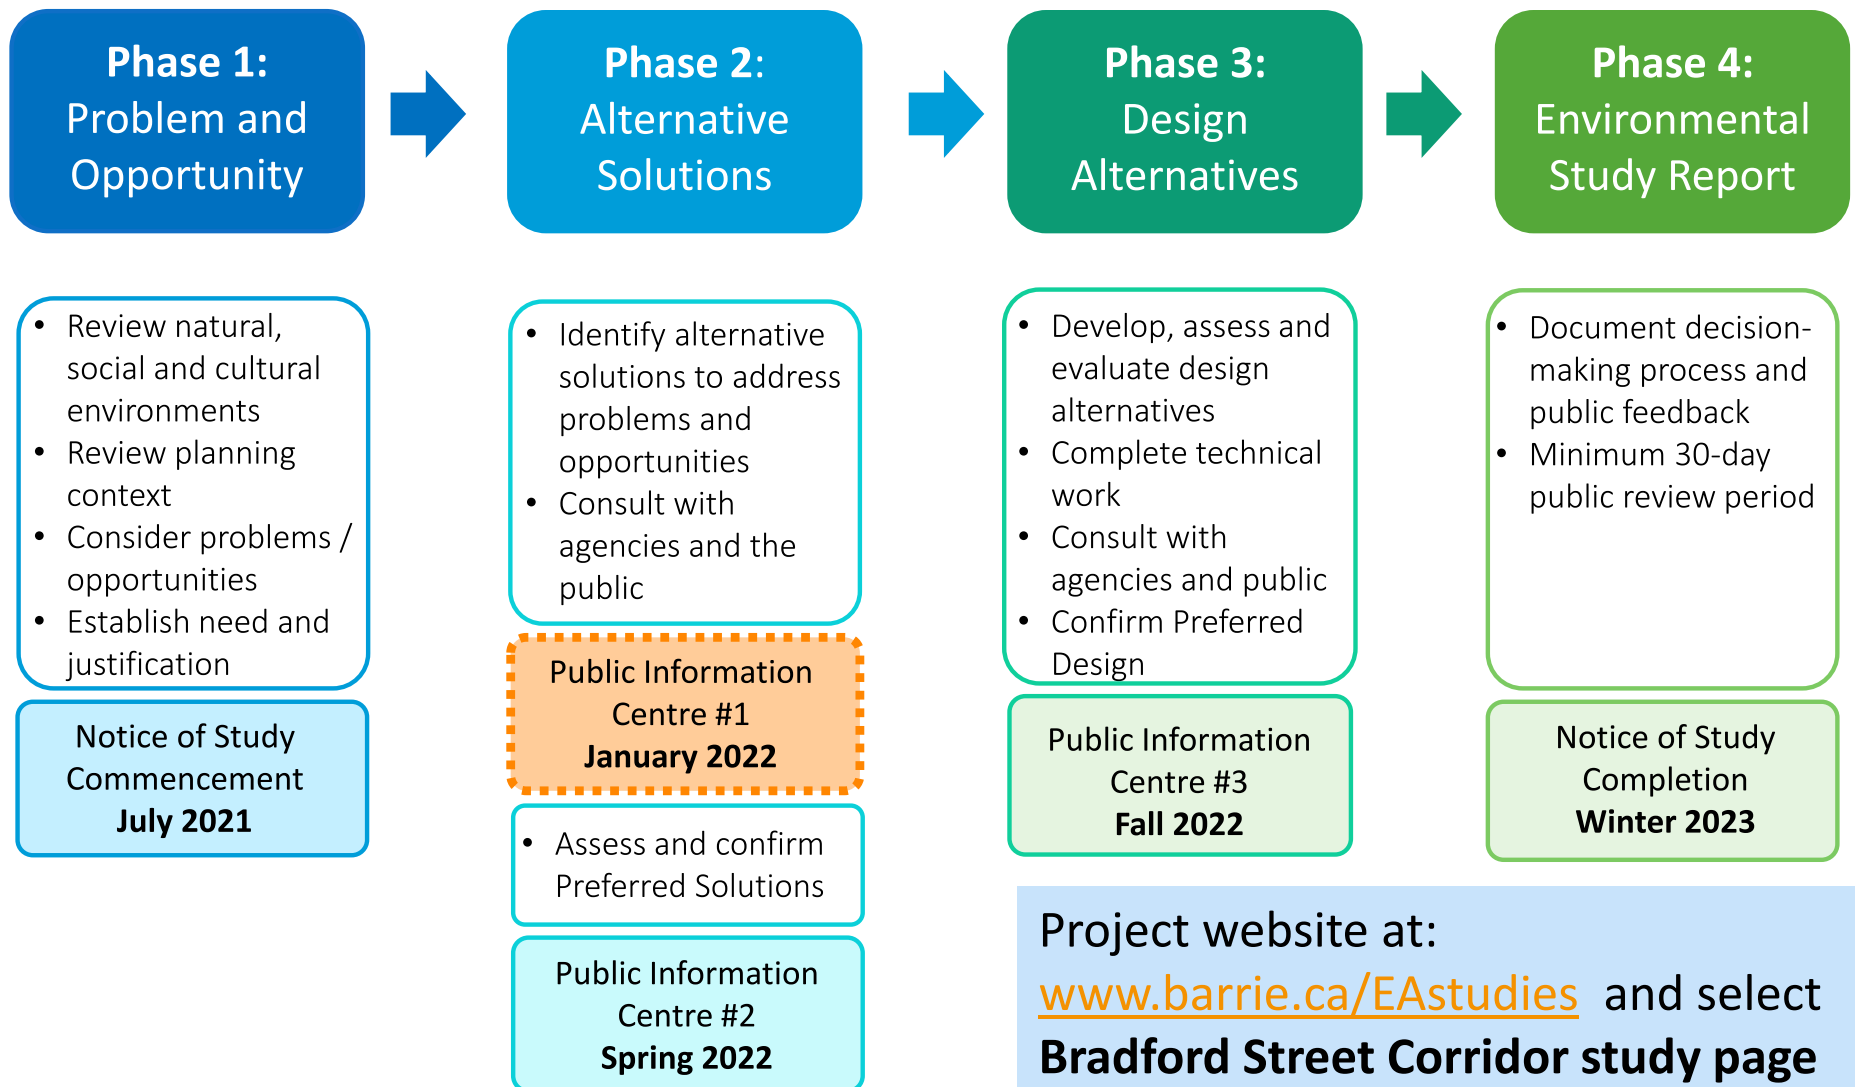 Phase 1:
Problem and
Opportunity
Phase 2:
Alternative
Solutions
Phase 3:
Design
Alternatives
Phase 4:
Environmental
Study Report
• Review natural,
social and cultural
environments
• Review planning
context
• Consider problems /
opportunities
• Establish need and
justification
Notice of Study
Commencement
July 2021
• Identify alternative
solutions to address
problems and
opportunities
• Consult with
agencies and the
public
Public Information
Centre #1
January 2022
• Assess and confirm
Preferred Solutions
Public Information
Centre #2
Spring 2022
• Develop, assess and
evaluate design
alternatives
• Complete technical
work
• Consult with
agencies and public
• Confirm Preferred
Design
Public Information
Centre #3
Fall 2022
• Document decision-
making process and
public feedback
• Minimum 30-day
public review period
Notice of Study
Completion
Winter 2023
Project website at:
www.barrie.ca/EAstudies and select
Bradford Street Corridor study page